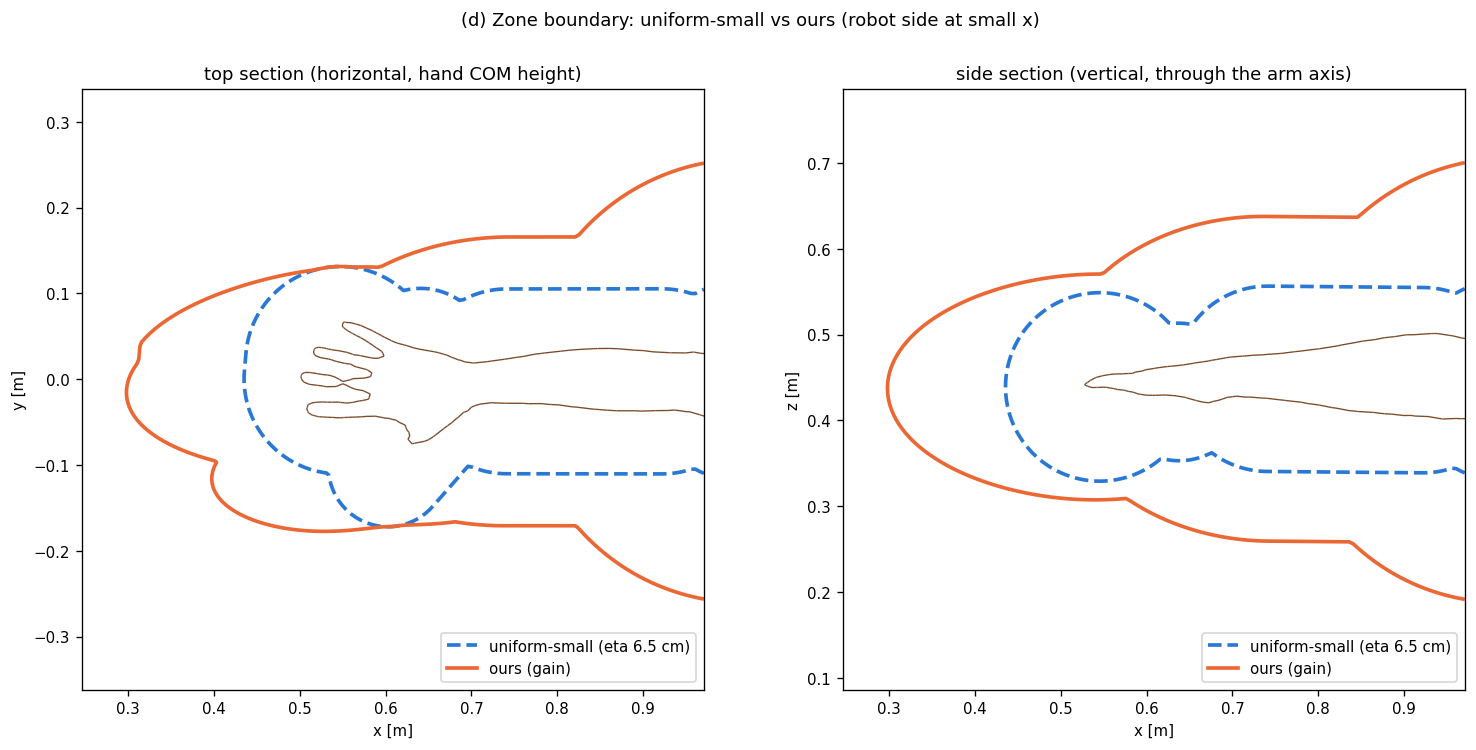 (d) Zone boundary: uniform-small vs ours (robot side at small x)
top section (horizontal, hand COM height)
0.3
0.2
0.1
0.0
−0.1
−0.2
−0.3
y [m]
0.3 0.4 0.5 0.6 0.7 0.8 0.9
x [m]
uniform-small (eta 6.5 cm)
ours (gain)
side section (vertical, through the arm axis)
0.7
0.6
0.5
0.4
0.3
0.2
0.1
z [m]
0.3 0.4 0.5 0.6 0.7 0.8 0.9
x [m]
uniform-small (eta 6.5 cm)
ours (gain)